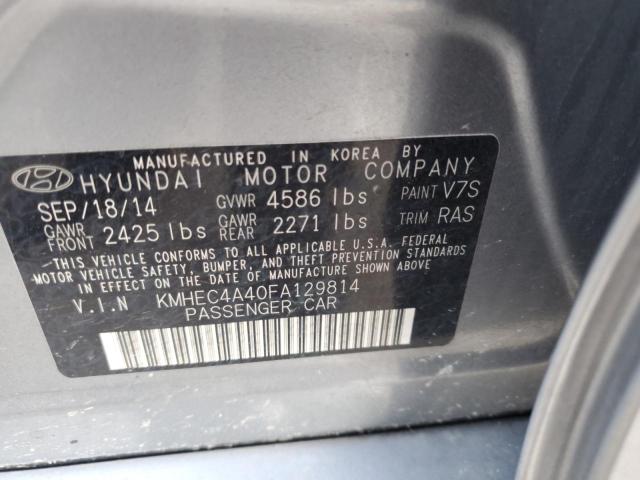 MANUFACTURED IN KOREA BY
HYUNDAI MOTOR COMPANY
SEP/18/14 GVWR 4586 lbs PAINT V7S
GAWR FRONT 2425 lbs GAWR REAR 2271 lbs TRIM RAS
THIS VEHICLE CONFORMS TO ALL APPLICABLE U.S.A. FEDERAL
MOTOR VEHICLE SAFETY, BUMPER, AND THEFT PREVENTION STANDARDS
IN EFFECT ON THE DATE OF MANUFACTURE SHOWN ABOVE.
V.I.N KMHEC4A40FA129814
PASSENGER CAR